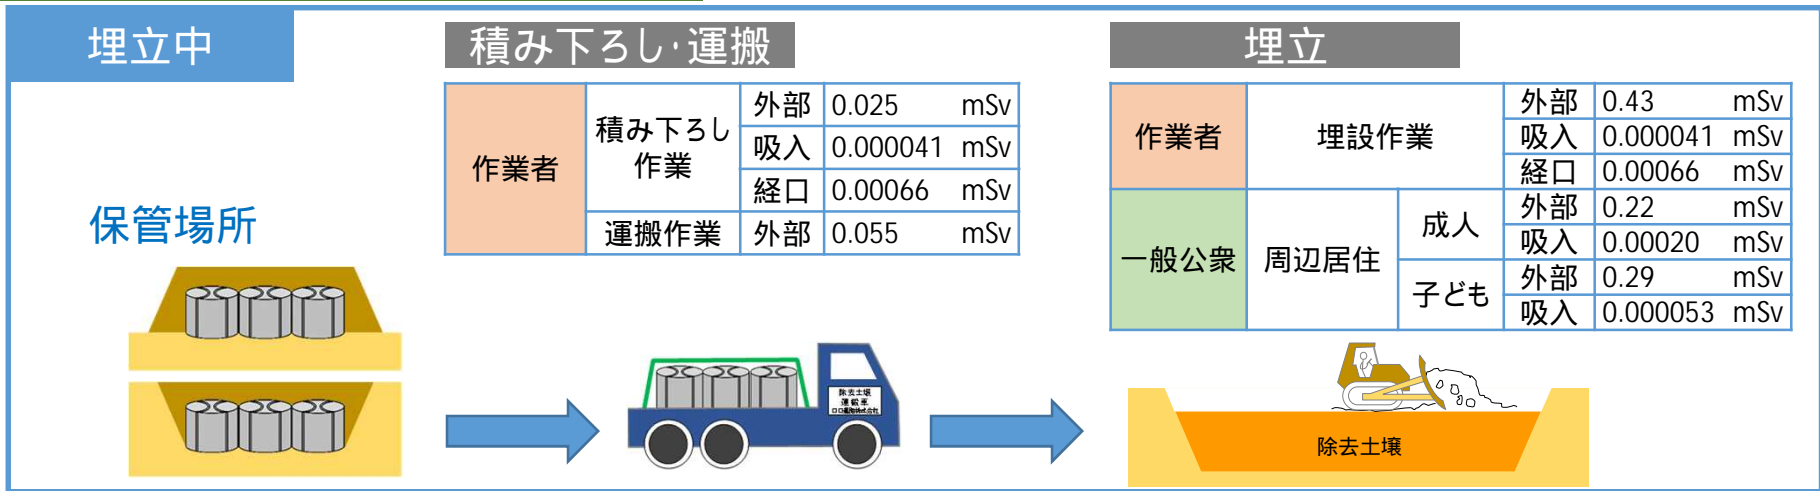 埋立中
積み下ろし・運搬
埋立
作業者
積み下ろし
作業
外部 0.025 mSv
吸入 0.000041 mSv
経口 0.00066 mSv
運搬作業 外部 0.055 mSv
作業者 埋設作業
外部 0.43 mSv
吸入 0.000041 mSv
経口 0.00066 mSv
一般公衆 周辺居住
成人
外部 0.22 mSv
吸入 0.00020 mSv
子ども
外部 0.29 mSv
吸入 0.000053 mSv
保管場所
除去土壌
運搬車
除去土壌